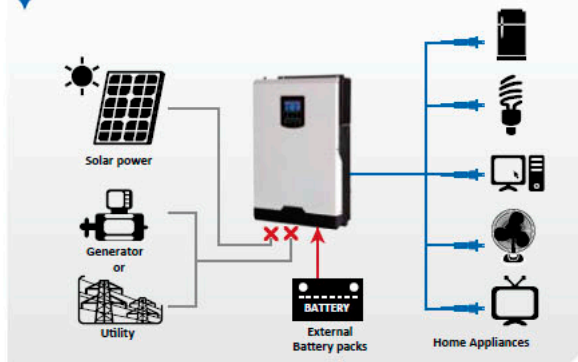 Solar power
Generator
or
Utility
BATTERY
External
Battery packs
Home Appliances